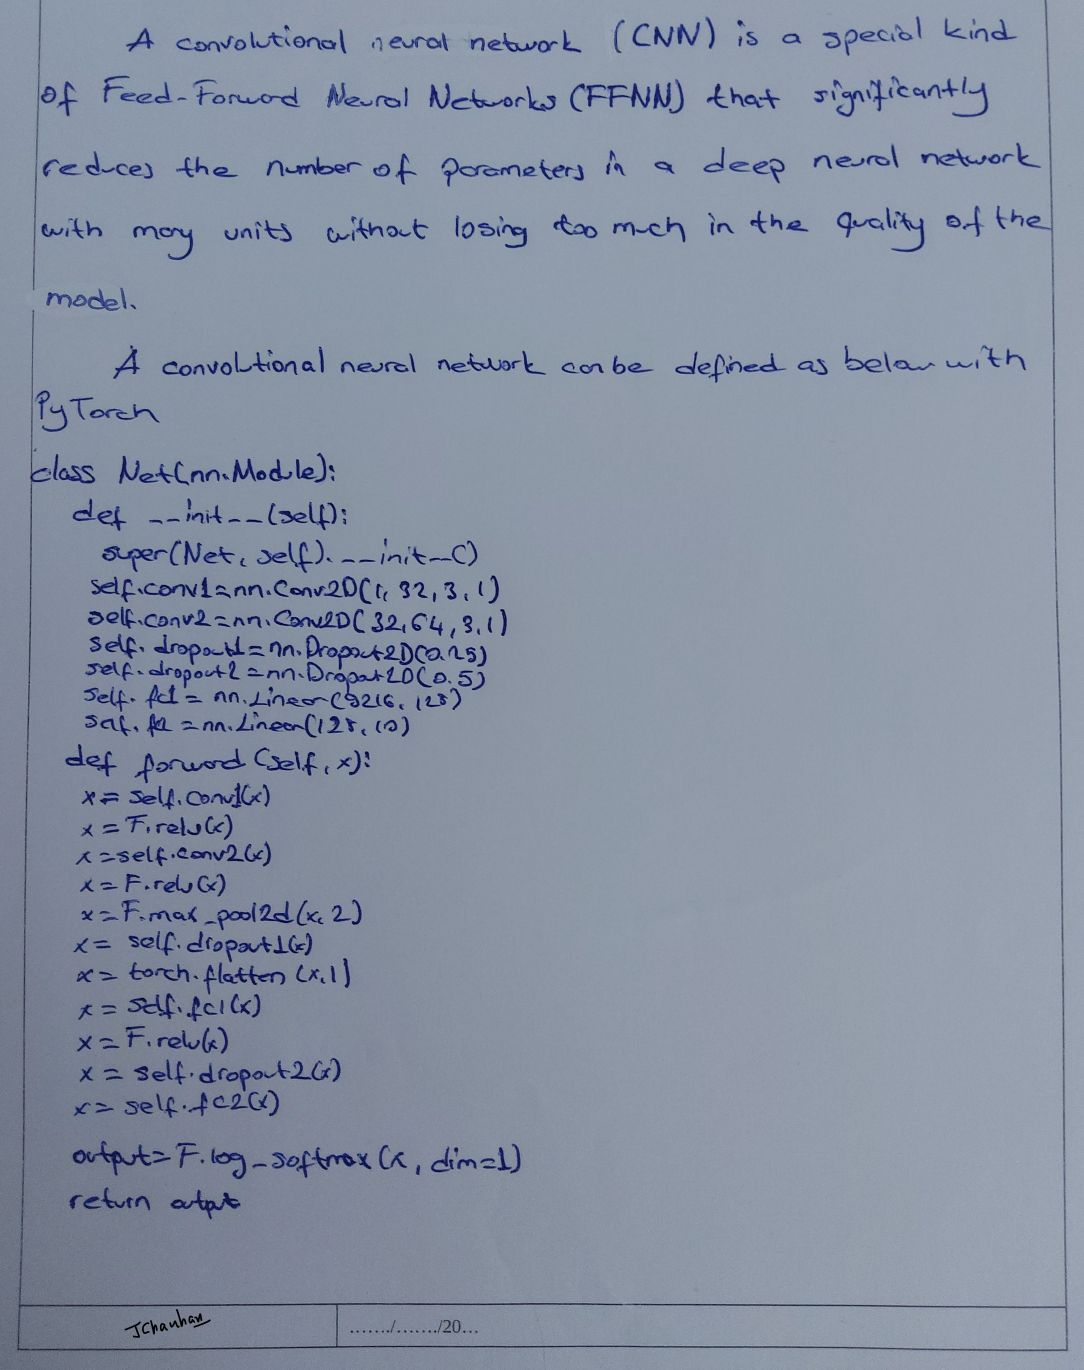 A convolutional neural network (CNN) is a special kind
of Feed-Forward Neural Networks (FFNN) that significantly
reduces the number of parameters in a deep neural network
with many units without losing too much in the quality of the
model.
A convolutional neural network can be defined as below with
PyTorch
class Net(nn.Module):
def __init__(self):
super(Net, self).__init__()
self.conv1=nn.Conv2D(1, 32, 3, 1)
self.conv2=nn.Conv2D(32, 64, 3, 1)
self.dropout1=nn.Dropout2D(0.25)
self.dropout2=nn.Dropout2D(0.5)
self.fc1=nn.Linear(9216, 128)
self.fc2=nn.Linear(128, 10)
def forward(self, x):
x= self.conv1(x)
x=F.relu(x)
x=self.conv2(x)
x=F.relu(x)
x=F.max_pool2d(x, 2)
x= self.dropout1(x)
x= torch.flatten(x,1)
x= self.fc1(x)
x=F.relu(x)
x= self.dropout2(x)
x= self.fc2(x)
output=F.log_softmax(x, dim=1)
return output
JChauhan
......./......./20...